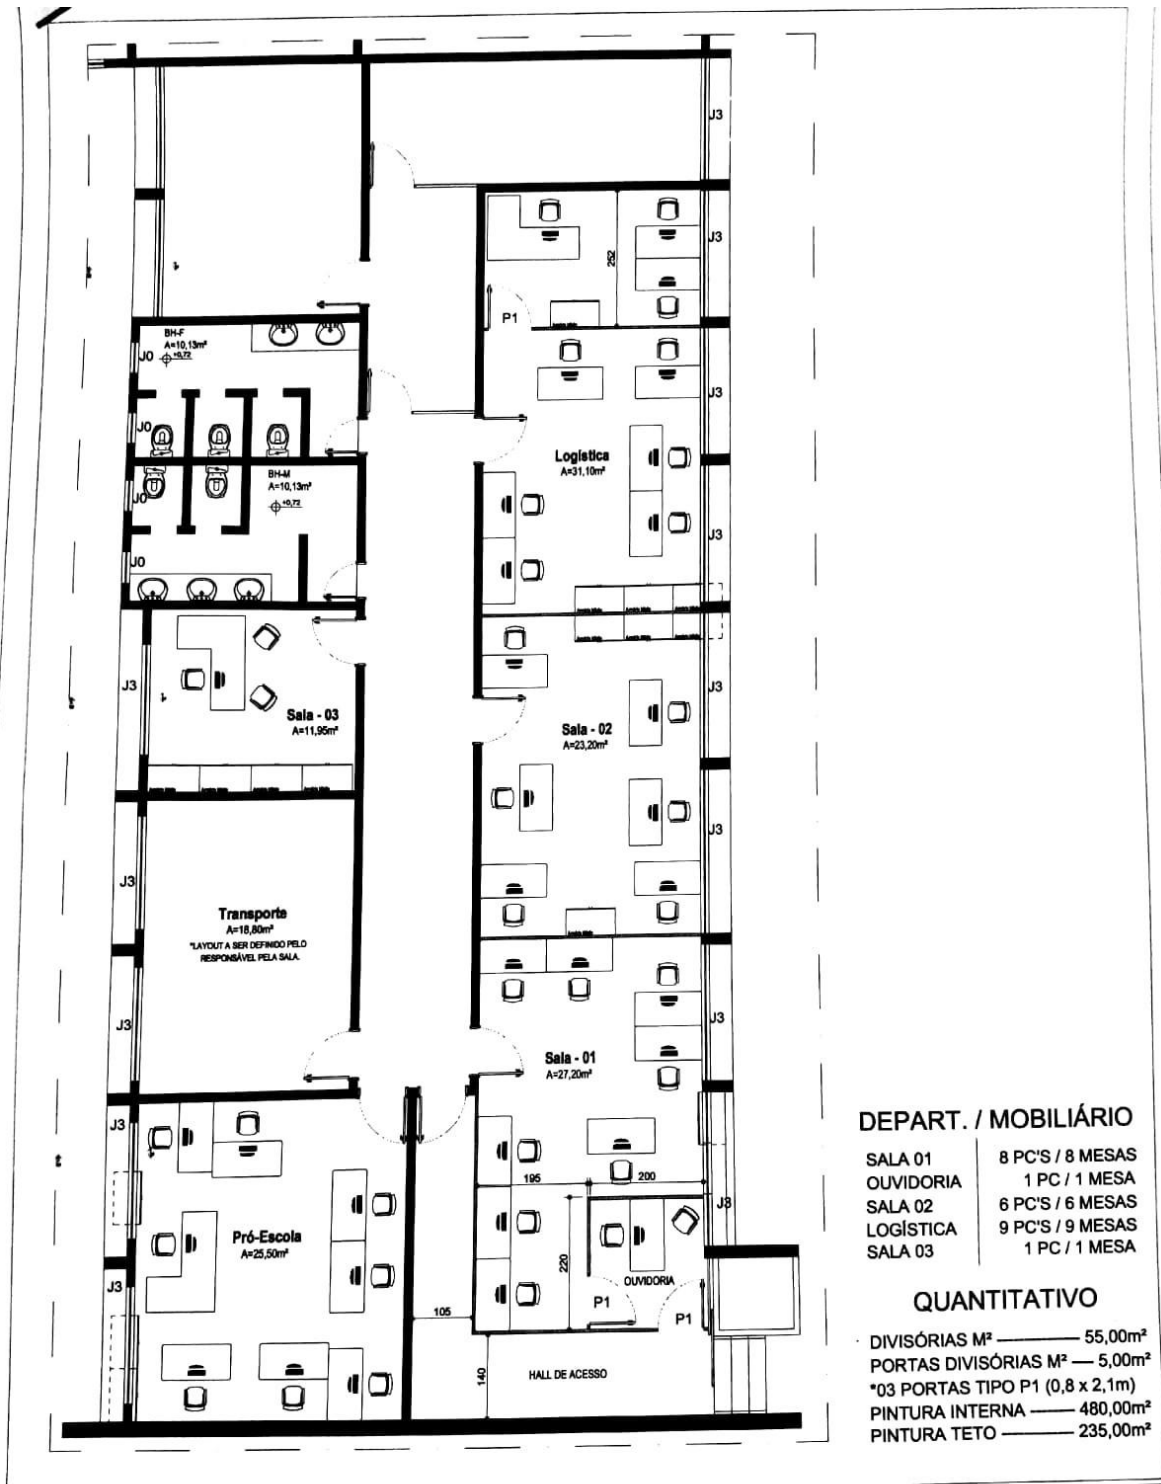 J3
J3
252
P1
BH-F
A=10,13m²
+0,72
J0
J0
J3
Logística
A=31,10m²
BH-M
A=10,13m²
+0,72
J0
J0
J3
J3
J3
Sala - 03
A=11,95m²
Sala - 02
A=23,20m²
J3
J3
Transporte
A=18,80m²
*LAYOUT A SER DEFINIDO PELO
RESPONSÁVEL PELA SALA.
J3
J3
Sala - 01
A=27,20m²
J3
195
200
J3
Pró-Escola
A=25,50m²
220
OUVIDORIA
J3
P1
P1
105
140
HALL DE ACESSO
DEPART. / MOBILIÁRIO
SALA 01 8 PC'S / 8 MESAS
OUVIDORIA 1 PC / 1 MESA
SALA 02 6 PC'S / 6 MESAS
LOGÍSTICA 9 PC'S / 9 MESAS
SALA 03 1 PC / 1 MESA
QUANTITATIVO
DIVISÓRIAS M² 55,00m²
PORTAS DIVISÓRIAS M² 5,00m²
*03 PORTAS TIPO P1 (0,8 x 2,1m)
PINTURA INTERNA 480,00m²
PINTURA TETO 235,00m²